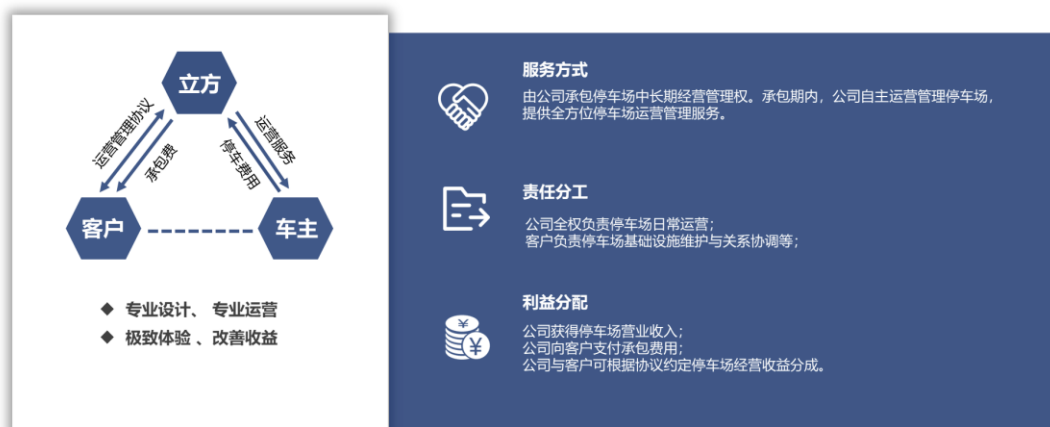 立方
运营管理协议
承包费
停车费用
运营服务
客户
车主
◆ 专业设计、 专业运营
◆ 极致体验 、改善收益
服务方式
由公司承包停车场中长期经营管理权。承包期内，公司自主运营管理停车场，
提供全方位停车场运营管理服务。
责任分工
公司全权负责停车场日常运营；
客户负责停车场基础设施维护与关系协调等；
利益分配
公司获得停车场营业收入；
公司向客户支付承包费用；
公司与客户可根据协议约定停车场经营收益分成。